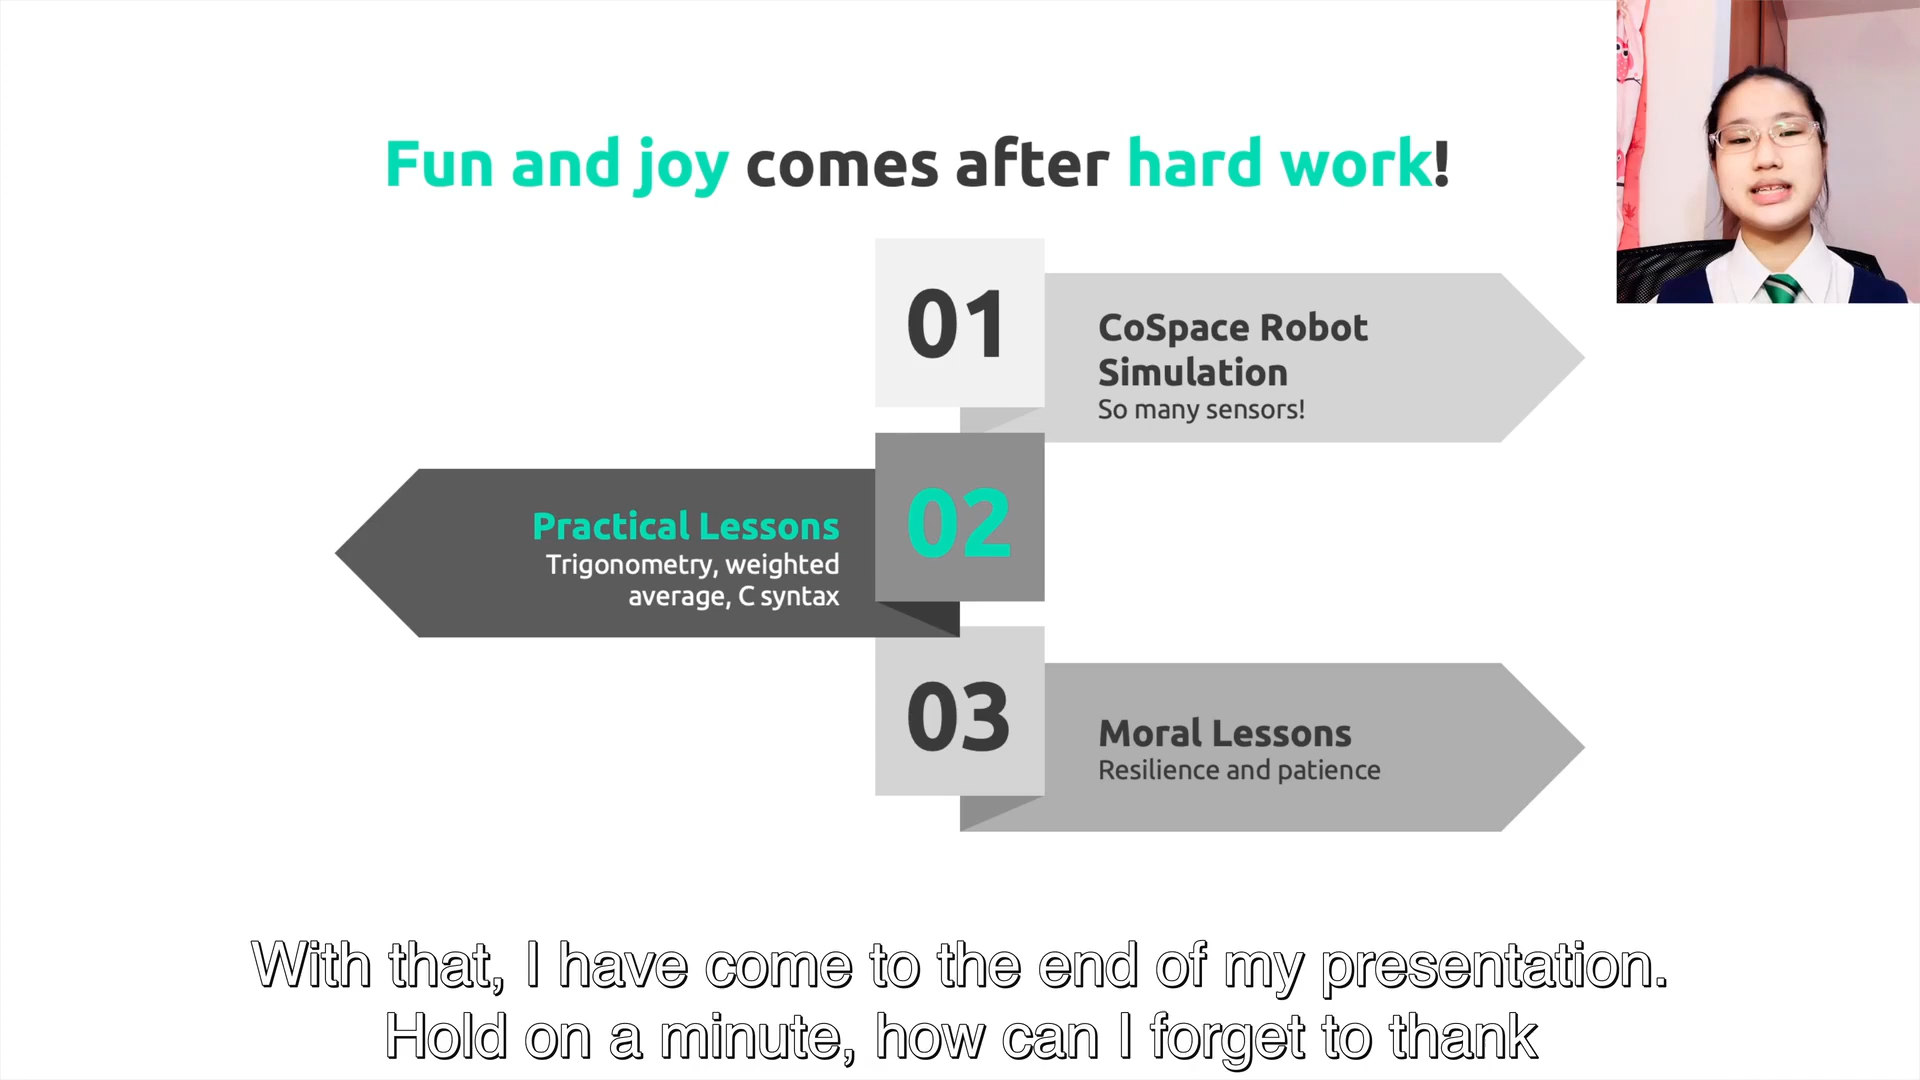 Fun and joy comes after hard work!
01
CoSpace Robot
Simulation
So many sensors!
02
Practical Lessons
Trigonometry, weighted
average, C syntax
03
Moral Lessons
Resilience and patience
With that, I have come to the end of my presentation.
Hold on a minute, how can I forget to thank